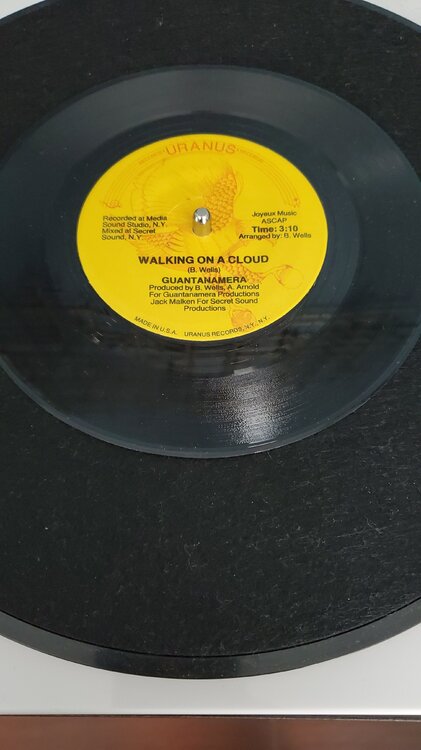 URANUS
Recorded at Media
Sound Studio, N.Y.
Mixed at Secret
Sound, N.Y.
Joyeux Music
ASCAP
Time: 3:10
Arranged by: B. Wells
WALKING ON A CLOUD
(B. Wells)
GUANTANAMERA
Produced by B. Wells, A. Arnold
For Guantanamera Productions
Jack Malken For Secret Sound
Productions
MADE IN U.S.A. URANUS RECORDS, N.Y., N.Y.